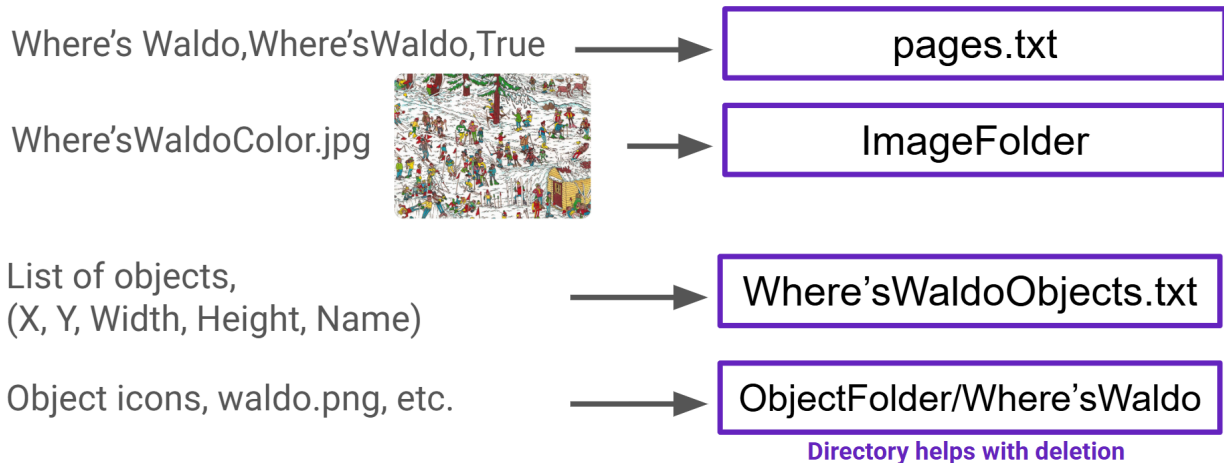 Where’s Waldo,Where’sWaldo,True
pages.txt
Where’sWaldoColor.jpg
ImageFolder
List of objects,
(X, Y, Width, Height, Name)
Where’sWaldoObjects.txt
Object icons, waldo.png, etc.
ObjectFolder/Where’sWaldo
Directory helps with deletion